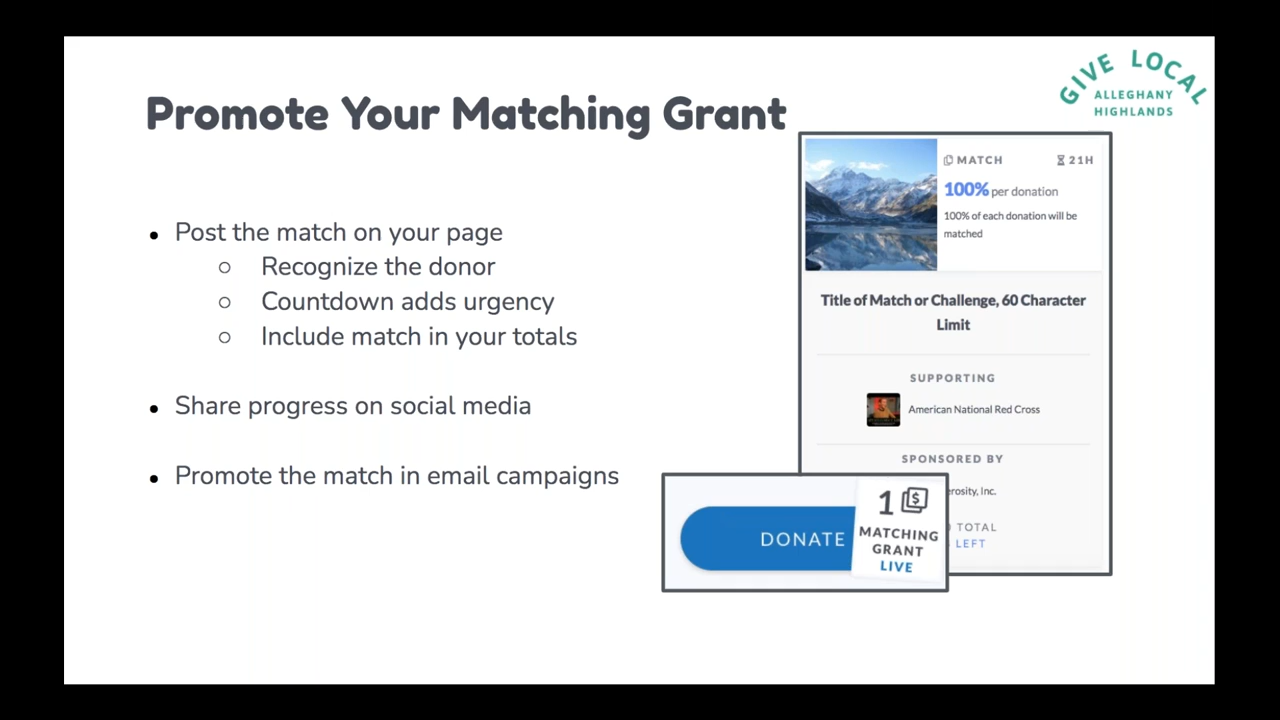 GIVE LOCAL
ALLEGHANY
HIGHLANDS
Promote Your Matching Grant
Post the match on your page
Recognize the donor
Countdown adds urgency
Include match in your totals
Share progress on social media
Promote the match in email campaigns
MATCH 21H
100% per donation
100% of each donation will be
matched
Title of Match or Challenge, 60 Character
Limit
SUPPORTING
American National Red Cross
SPONSORED BY
Inc.
TOTAL
LEFT
DONATE
1
MATCHING
GRANT
LIVE